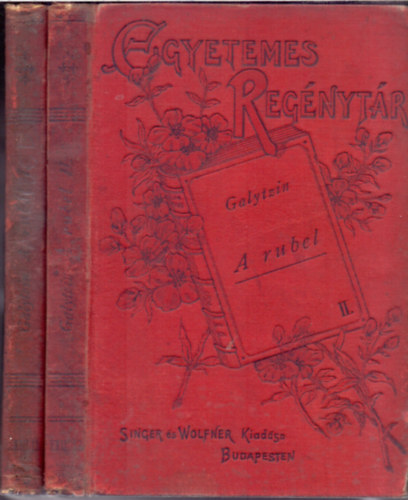 EGYETEMES
REGÉNYTÁR
Golytzin
A rubel
II.
SINGER és WOLFNER Kiadása
BUDAPESTEN